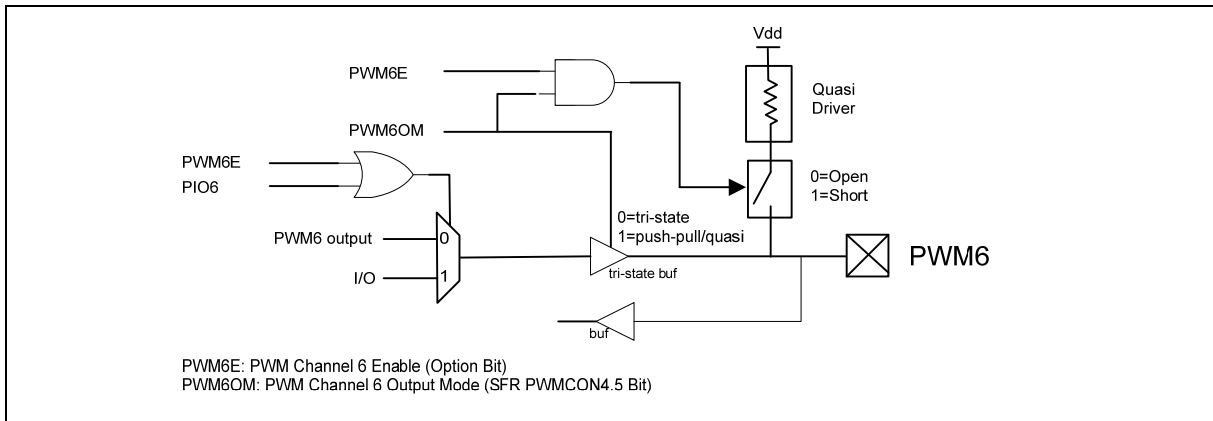 Vdd
PWM6E
Quasi
Driver
PWM6OM
PWM6E
PIO6
0=Open
1=Short
0=tri-state
1=push-pull/quasi
PWM6 output
0
I/O
1
tri-state buf
PWM6
buf
PWM6E: PWM Channel 6 Enable (Option Bit)
PWM6OM: PWM Channel 6 Output Mode (SFR PWMCON4.5 Bit)